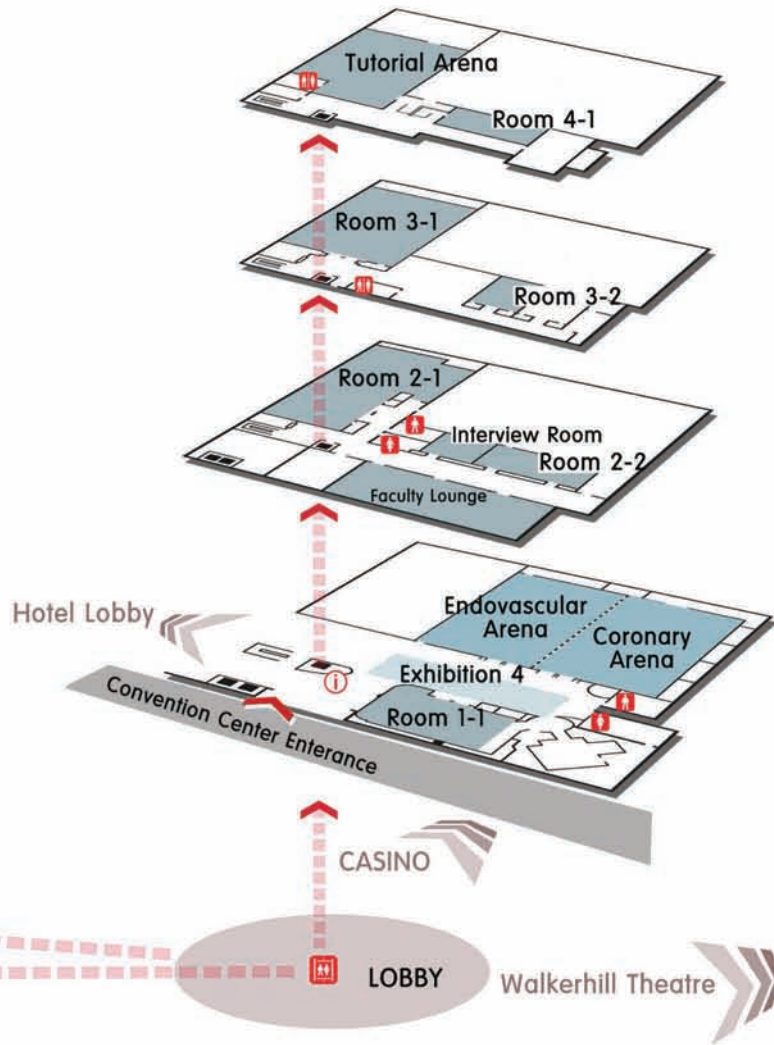 Tutorial Arena
Room 4-1
Room 3-1
Room 3-2
Room 2-1
Interview Room
Room 2-2
Faculty Lounge
Hotel Lobby
Endovascular
Arena
Coronary
Arena
Exhibition 4
i
Room 1-1
Convention Center Enterance
CASINO
LOBBY
Walkerhill Theatre